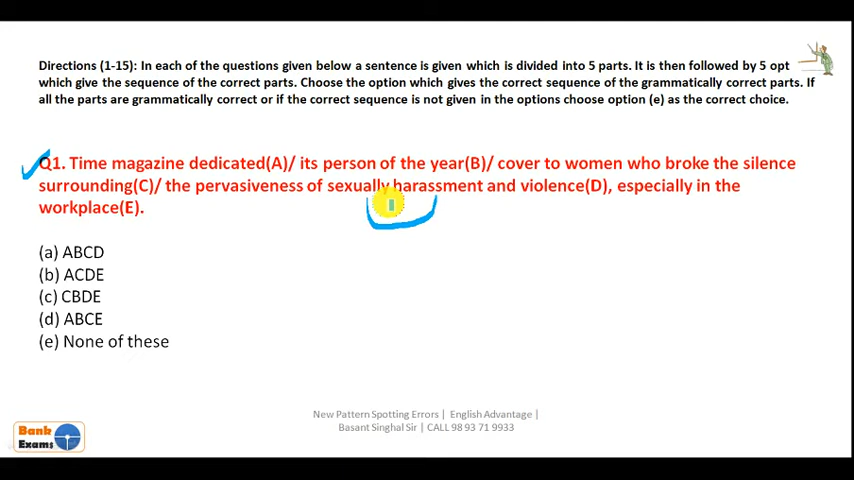 Directions (1-15): In each of the questions given below a sentence is given which is divided into 5 parts. It is then followed by 5 opt
which give the sequence of the correct parts. Choose the option which gives the correct sequence of the grammatically correct parts. If
all the parts are grammatically correct or if the correct sequence is not given in the options choose option (e) as the correct choice.
Q1. Time magazine dedicated(A)/ its person of the year(B)/ cover to women who broke the silence
surrounding(C)/ the pervasiveness of sexually harassment and violence(D), especially in the
workplace(E).
(a) ABCD
(b) ACDE
(c) CBDE
(d) ABCE
(e) None of these
New Pattern Spotting Errors | English Advantage |
Basant Singhal Sir | CALL 98 93 71 9933
Bank
Exams